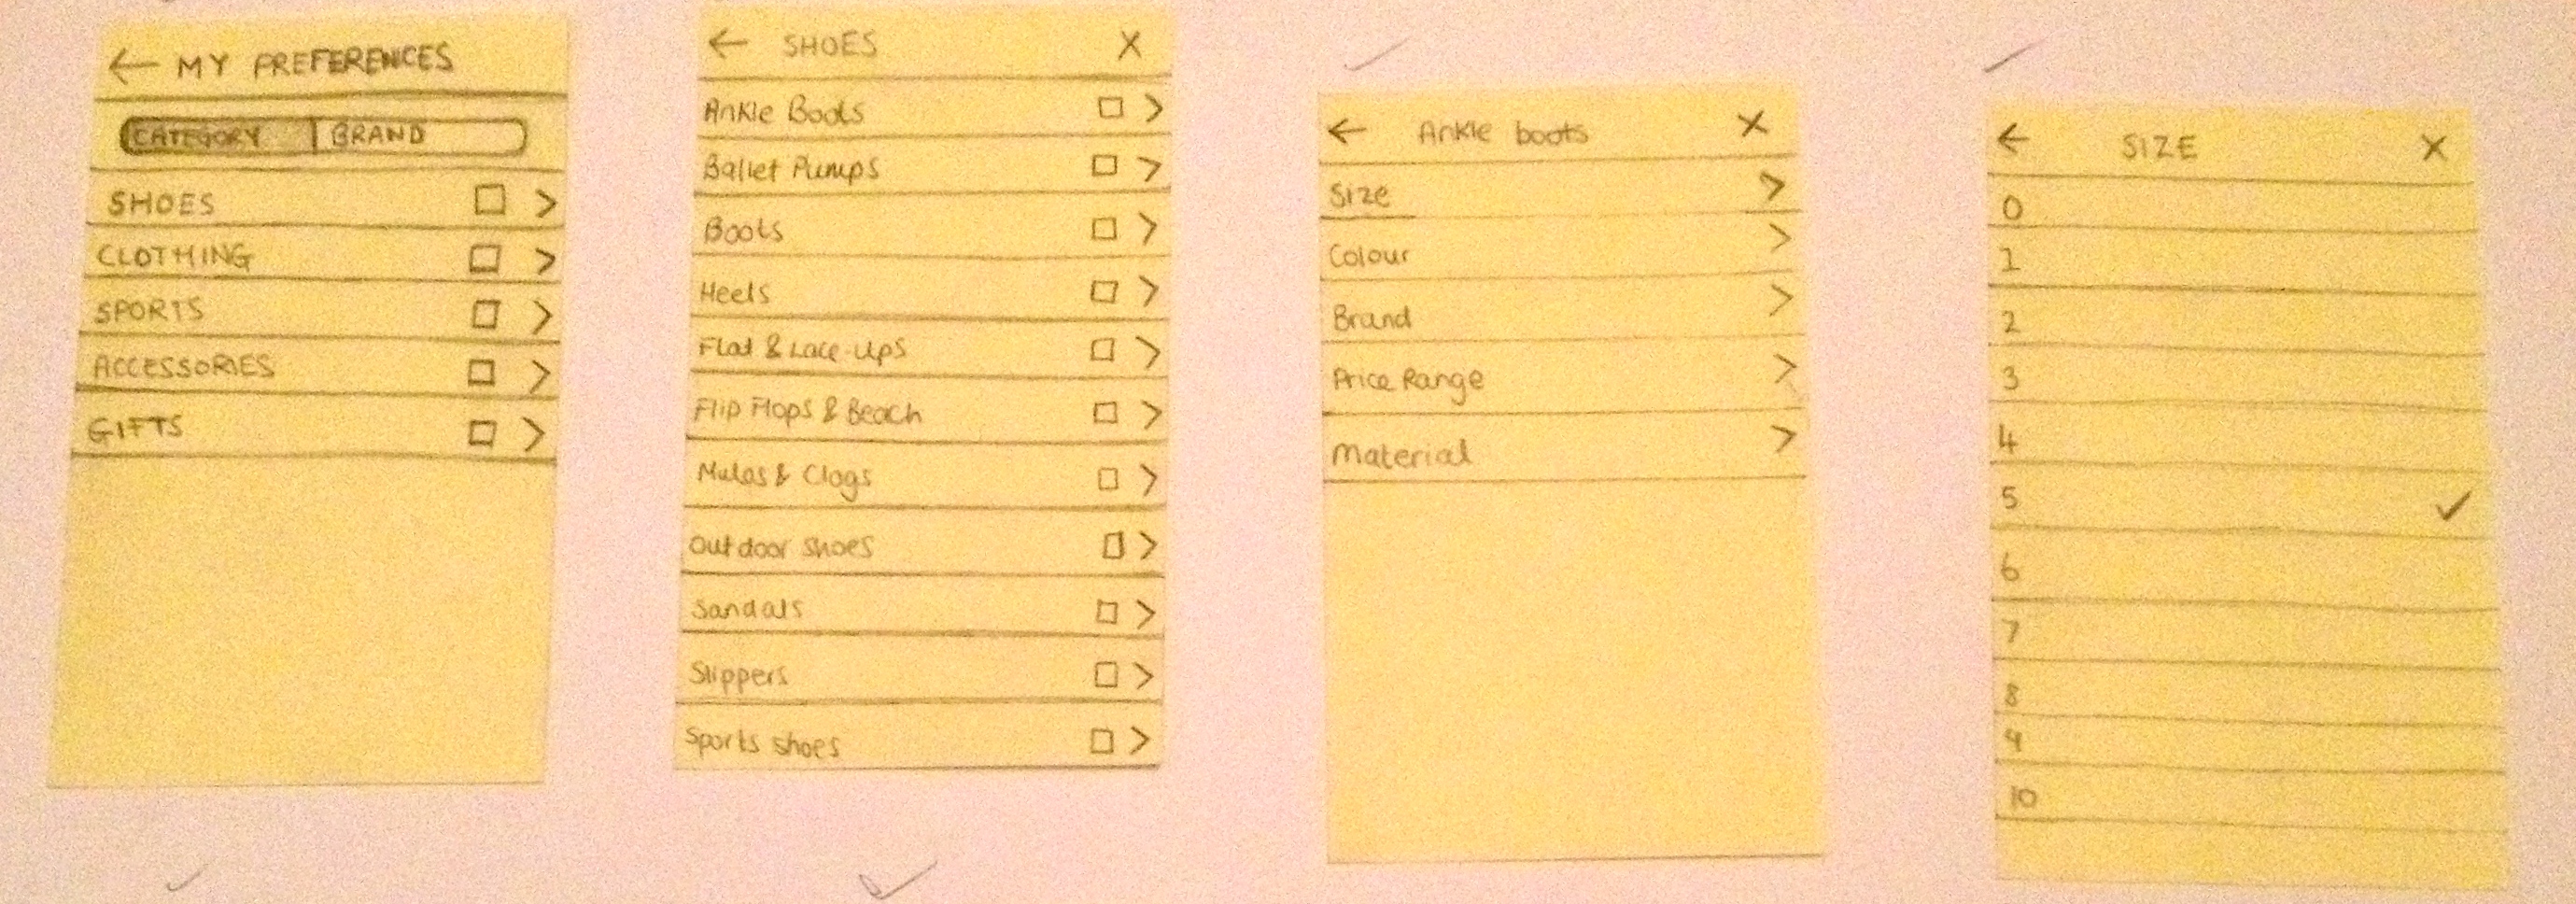 MY PREFERENCES
CATEGORY BRAND
SHOES
CLOTHING
SPORTS
ACCESSORIES
GIFTS
SHOES X
Ankle Boots
Ballet Pumps
Boots
Heels
Flat & Lace-Ups
Flip Flops & Beach
Mules & Clogs
Outdoor shoes
Sandals
Slippers
Sports shoes
Ankle boots X
Size
Colour
Brand
Price Range
Material
SIZE X
0
1
2
3
4
5
6
7
8
9
10